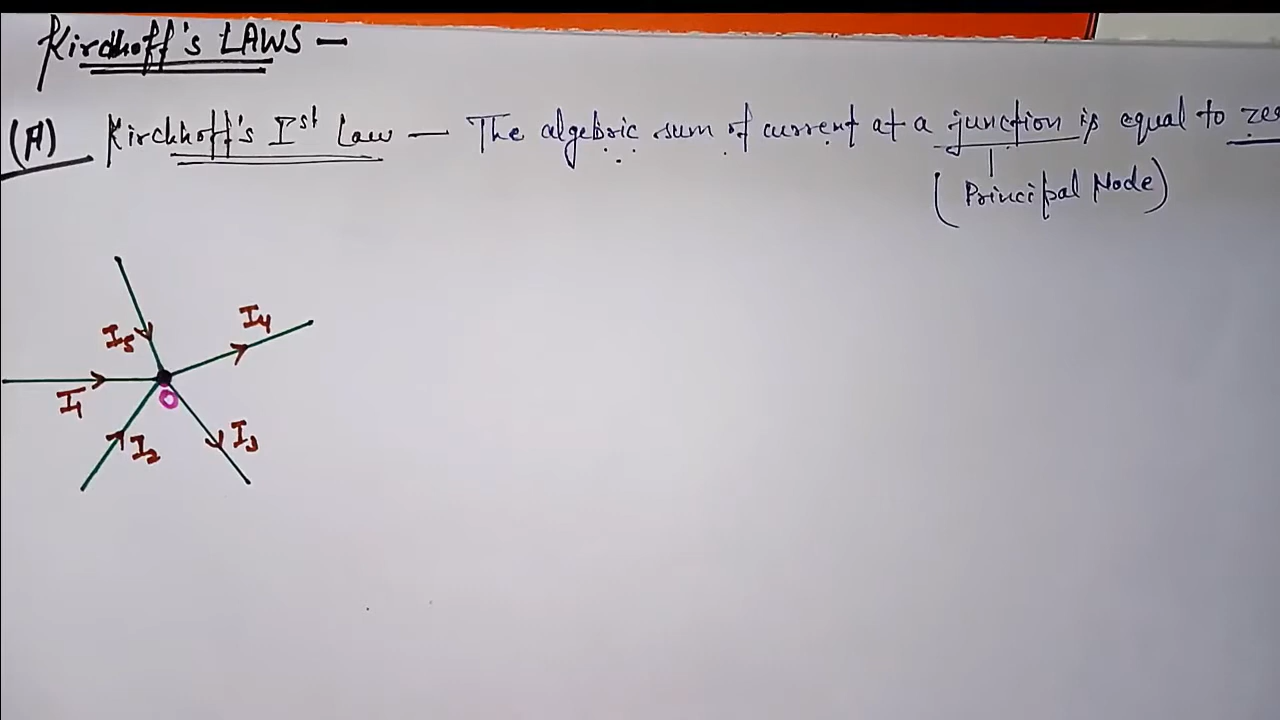 Kirchhoff's LAWS —
(A) Kirchhoff's Ist Law — The algebric sum of current at a junction is equal to
(Principal Node)
I5
I4
I1
O
I2
I3